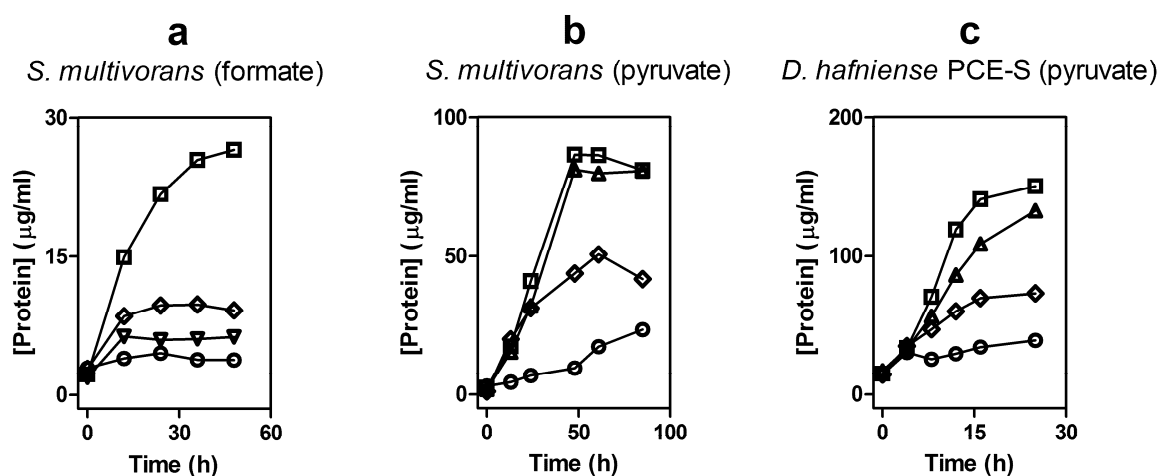 a
S. multivorans (formate)
[Protein] (μg/ml)
30
15
0
0 30 60
Time (h)
b
S. multivorans (pyruvate)
[Protein] (μg/ml)
100
50
0
0 50 100
Time (h)
c
D. hafniense PCE-S (pyruvate)
[Protein] (μg/ml)
200
100
0
0 15 30
Time (h)